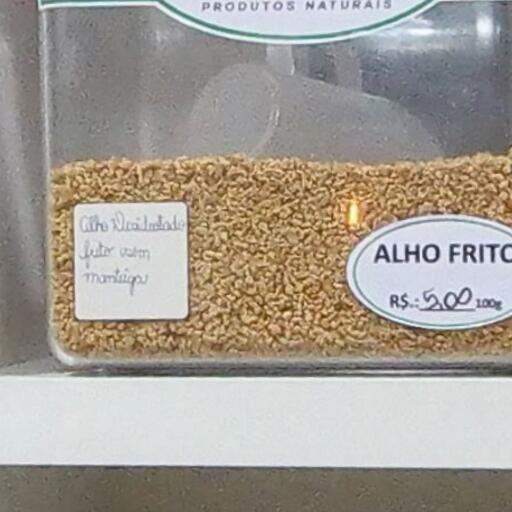 PRODUTOS NATURAIS
Alho Desidratado
frito com
manteiga
ALHO FRITO
R$.: 5,00 100g